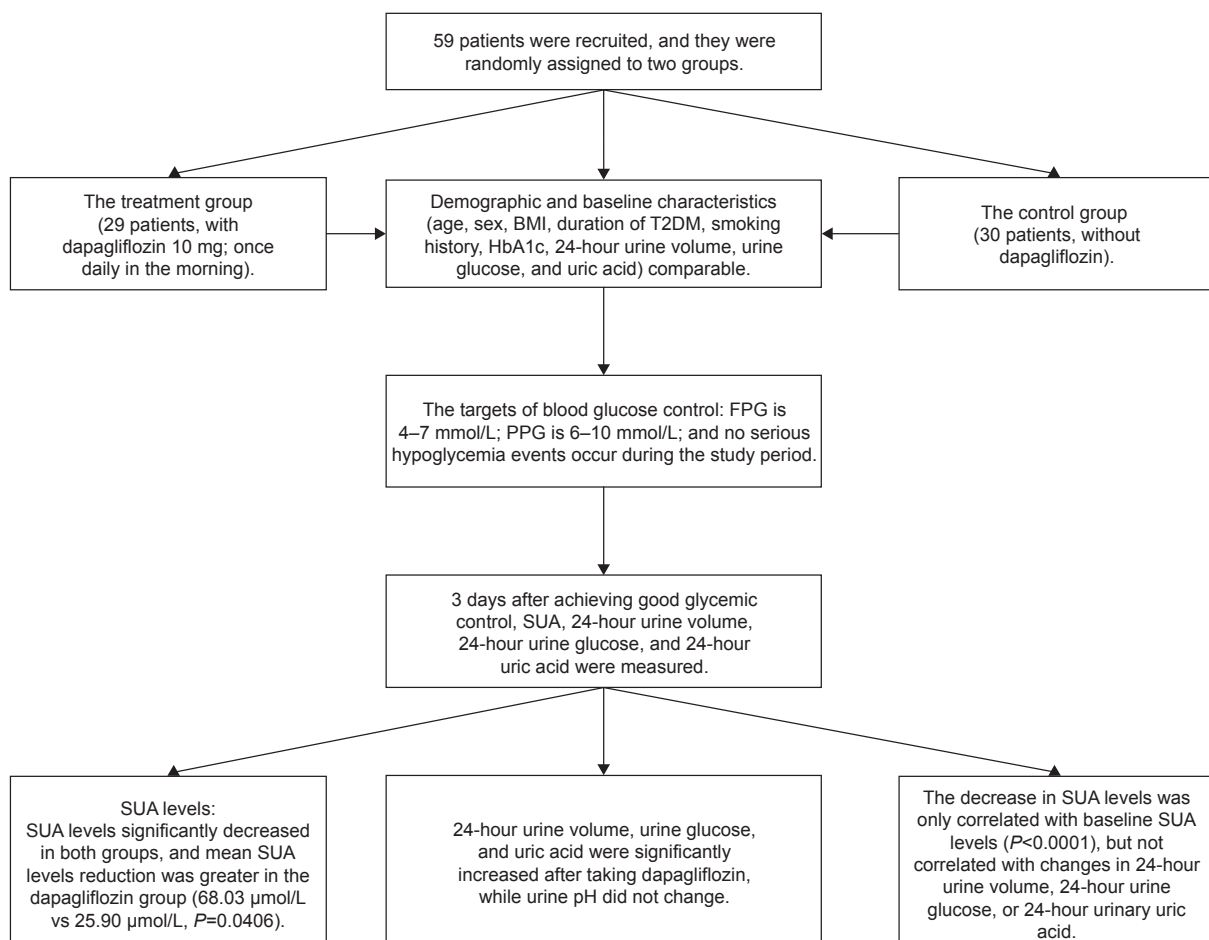 59 patients were recruited, and they were
randomly assigned to two groups.
The treatment group
(29 patients, with
dapagliflozin 10 mg; once
daily in the morning).
Demographic and baseline characteristics
(age, sex, BMI, duration of T2DM, smoking
history, HbA1c, 24-hour urine volume, urine
glucose, and uric acid) comparable.
The control group
(30 patients, without
dapagliflozin).
The targets of blood glucose control: FPG is
4–7 mmol/L; PPG is 6–10 mmol/L; and no serious
hypoglycemia events occur during the study period.
3 days after achieving good glycemic
control, SUA, 24-hour urine volume,
24-hour urine glucose, and 24-hour
uric acid were measured.
SUA levels:
SUA levels significantly decreased
in both groups, and mean SUA
levels reduction was greater in the
dapagliflozin group (68.03 μmol/L
vs 25.90 μmol/L, P=0.0406).
24-hour urine volume, urine glucose,
and uric acid were significantly
increased after taking dapagliflozin,
while urine pH did not change.
The decrease in SUA levels was
only correlated with baseline SUA
levels (P<0.0001), but not
correlated with changes in 24-hour
urine volume, 24-hour urine
glucose, or 24-hour urinary uric
acid.